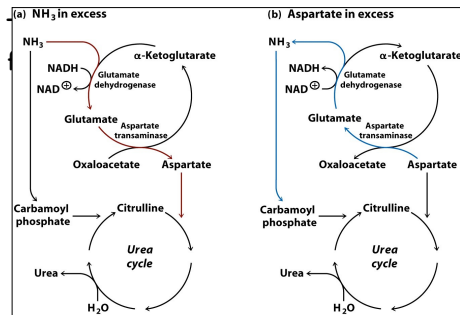 (a) NH₃ in excess
NH₃
α-Ketoglutarate
NADH
NAD⊕
Glutamate
dehydrogenase
Glutamate
Aspartate
transaminase
Oxaloacetate
Aspartate
Carbamoyl
phosphate
Citrulline
Urea
cycle
Urea
H₂O
(b) Aspartate in excess
NH₃
α-Ketoglutarate
NADH
NAD⊕
Glutamate
dehydrogenase
Glutamate
Aspartate
transaminase
Oxaloacetate
Aspartate
Carbamoyl
phosphate
Citrulline
Urea
cycle
Urea
H₂O